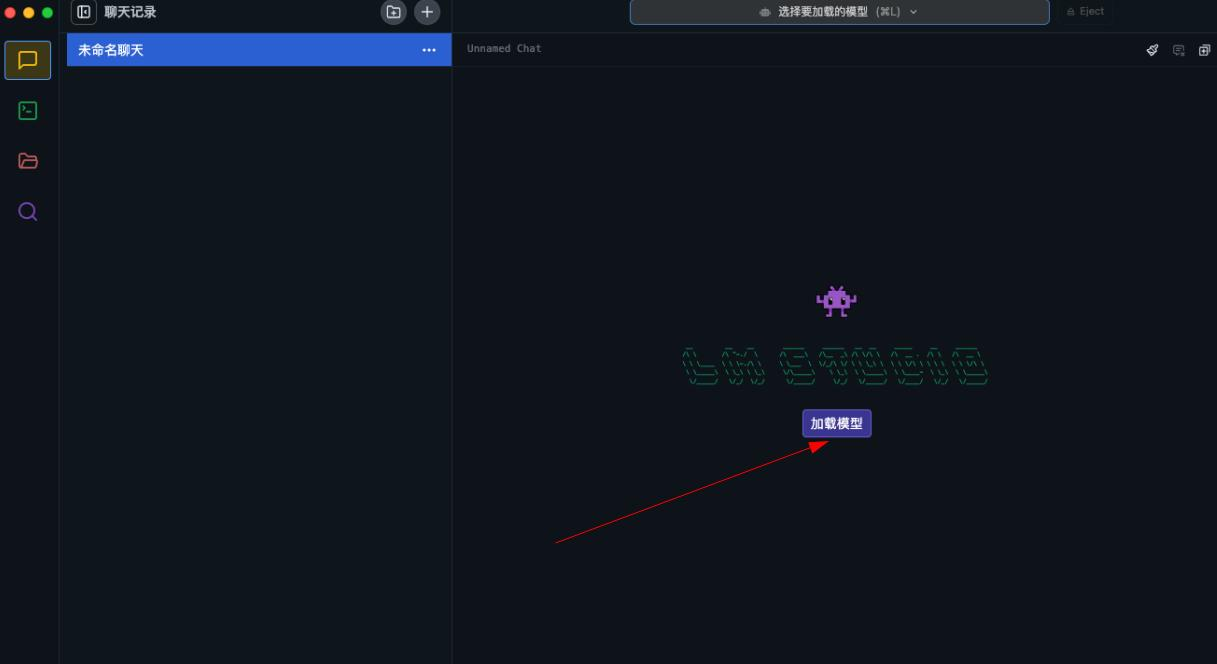 聊天记录
选择要加载的模型 (⌘L)
Eject
未命名聊天
Unnamed Chat
LM STUDIO
加载模型